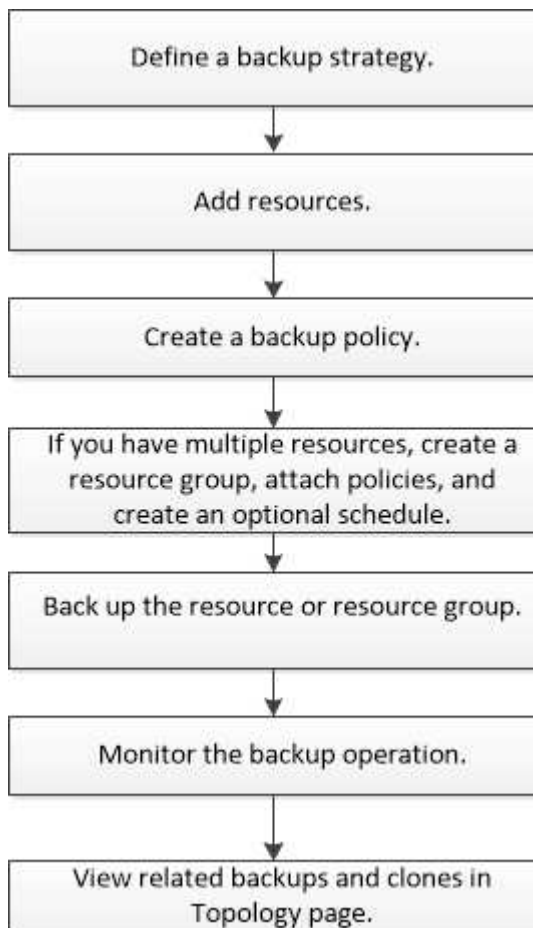 Define a backup strategy.
Add resources.
Create a backup policy.
If you have multiple resources, create a
resource group, attach policies, and
create an optional schedule.
Back up the resource or resource group.
Monitor the backup operation.
View related backups and clones in
Topology page.